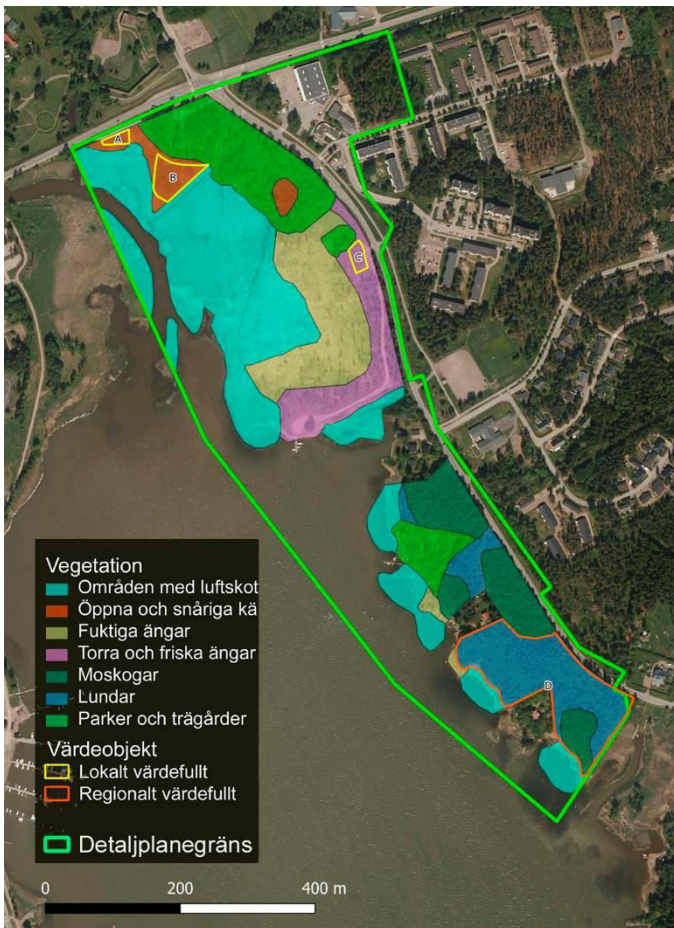 A
B
C
D
Vegetation
Områden med luftskot
Öppna och snåriga kä
Fuktiga ängar
Torra och friska ängar
Moskogar
Lundar
Parker och trägårder
Värdeobjekt
Lokalt värdefullt
Regionalt värdefullt
Detaljplanegräns
0 200 400 m